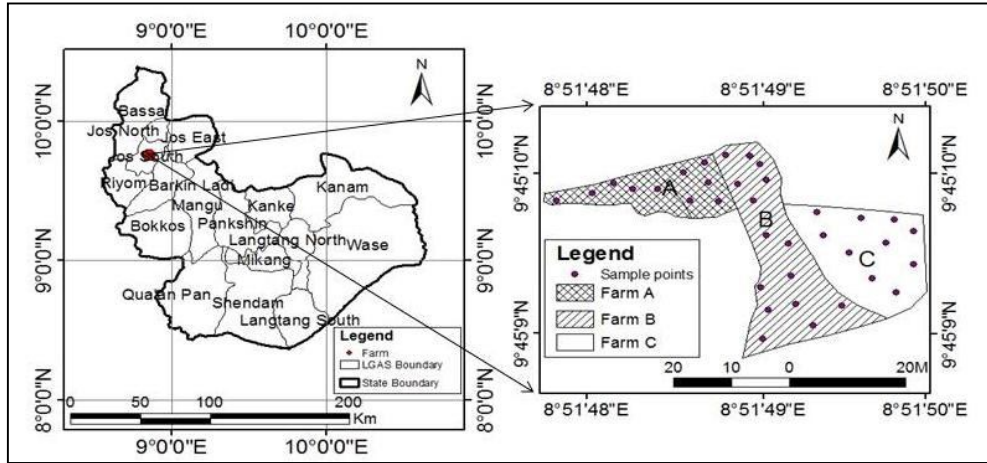 9°0'0"E 10°0'0"E
10°0'0"N
9°0'0"N
8°0'0"N
N
Bassa
Jos North
Jos East
Jos South
Riyom
Barkin Ladi
Mangu
Kanke
Kanam
Bokkos
Pankshin
Langtang North
Wase
Mikang
Quaan Pan
Shendam
Langtang South
Legend
Farm
LGAS Boundary
State Boundary
0 50 100 200
Km
9°0'0"E 10°0'0"E
10°0'0"N
9°0'0"N
8°0'0"N
8°51'48"E 8°51'49"E 8°51'50"E
9°45'10"N
9°45'9"N
N
A
B
C
Legend
Sample points
Farm A
Farm B
Farm C
20 10 0 20M
9°45'10"N
9°45'9"N
8°51'48"E 8°51'49"E 8°51'50"E